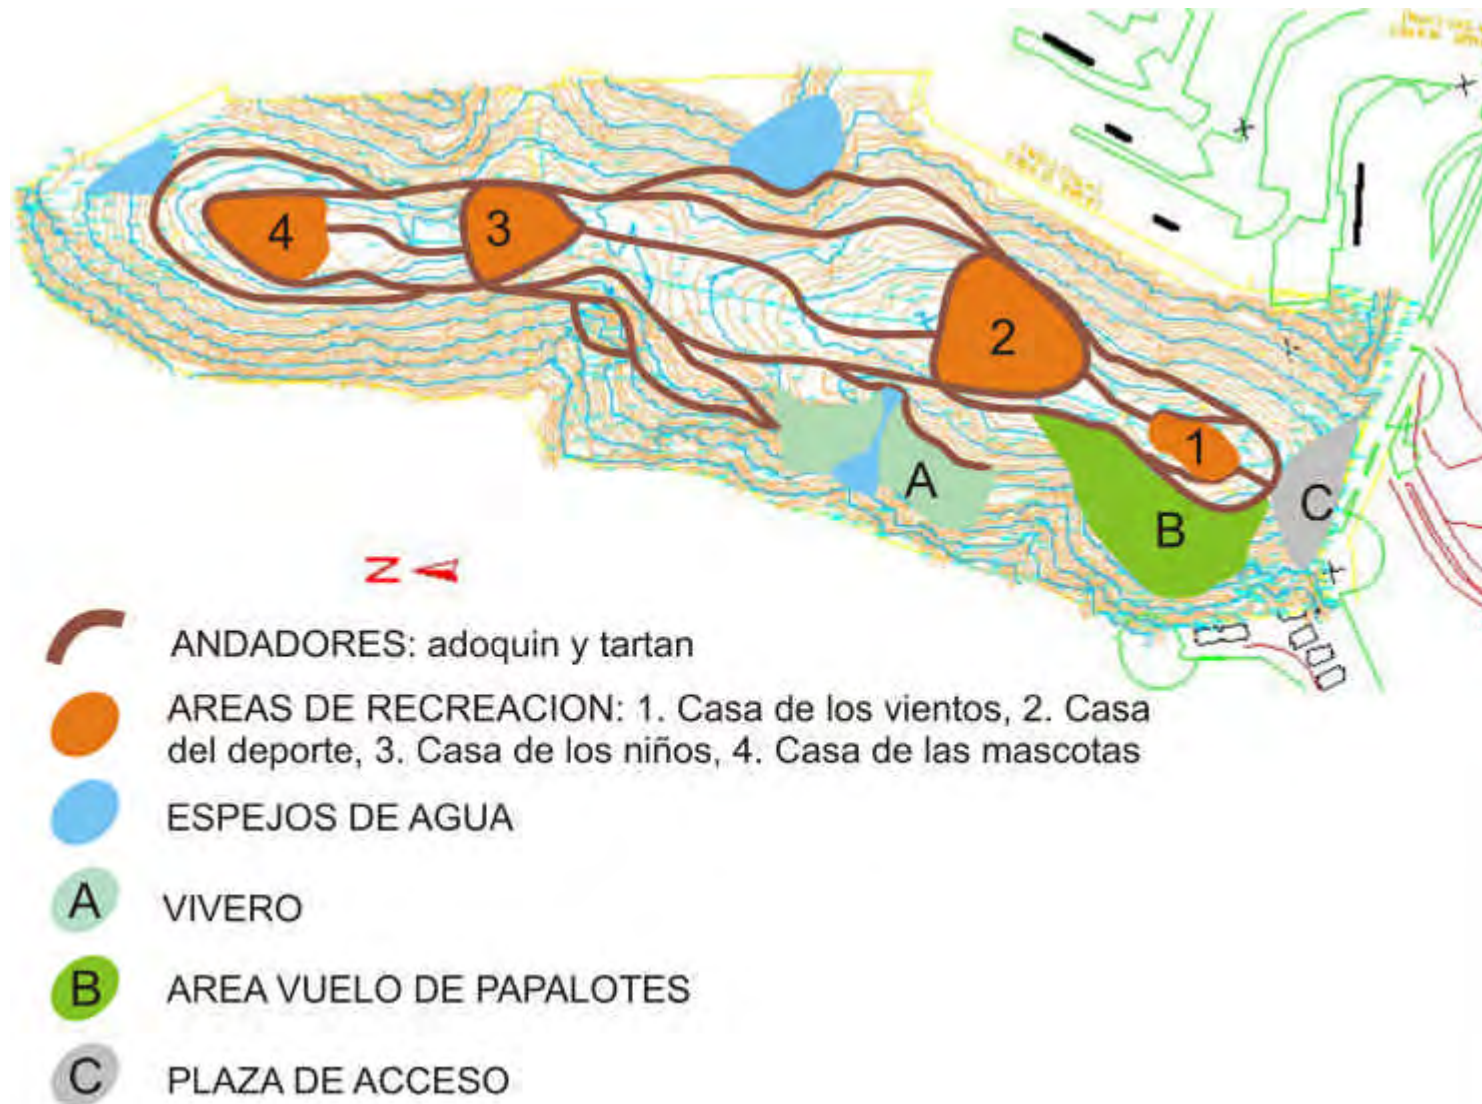 4
3
2
1
A
B
C
N
ANDADORES: adoquin y tartan
AREAS DE RECREACION: 1. Casa de los vientos, 2. Casa
del deporte, 3. Casa de los niños, 4. Casa de las mascotas
ESPEJOS DE AGUA
A VIVERO
B AREA VUELO DE PAPALOTES
C PLAZA DE ACCESO